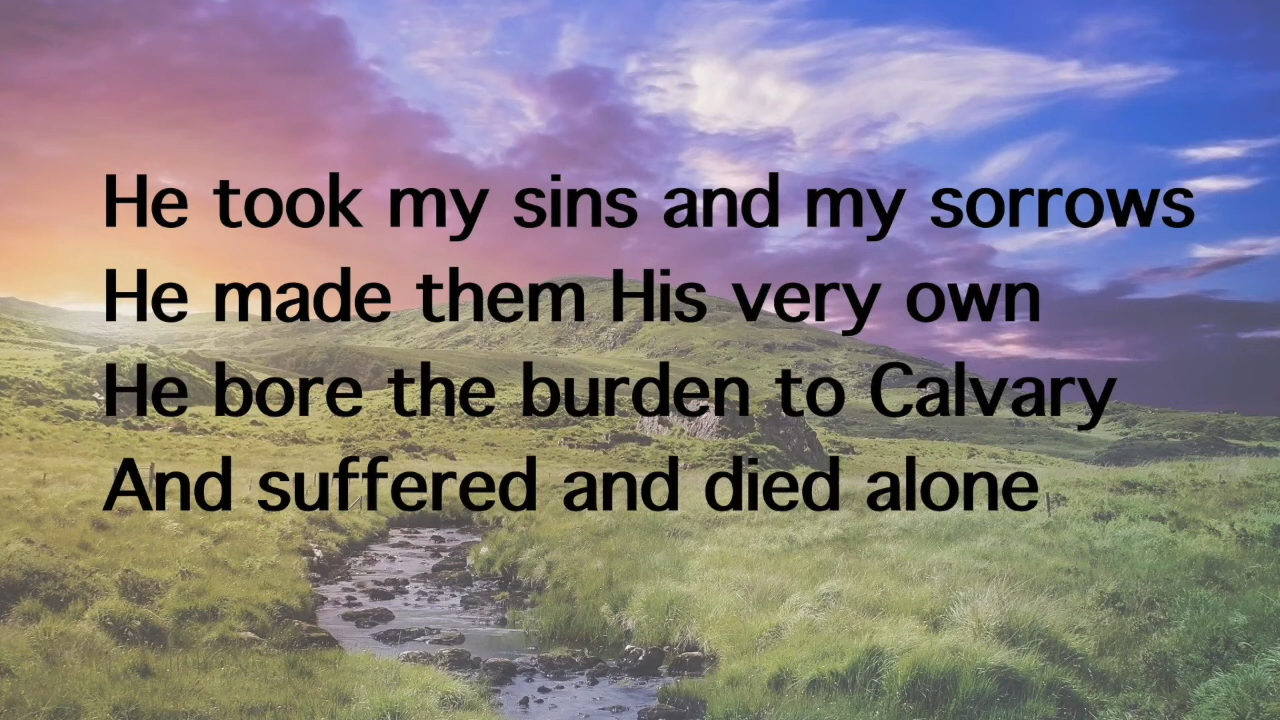 He took my sins and my sorrows
He made them His very own
He bore the burden to Calvary
And suffered and died alone